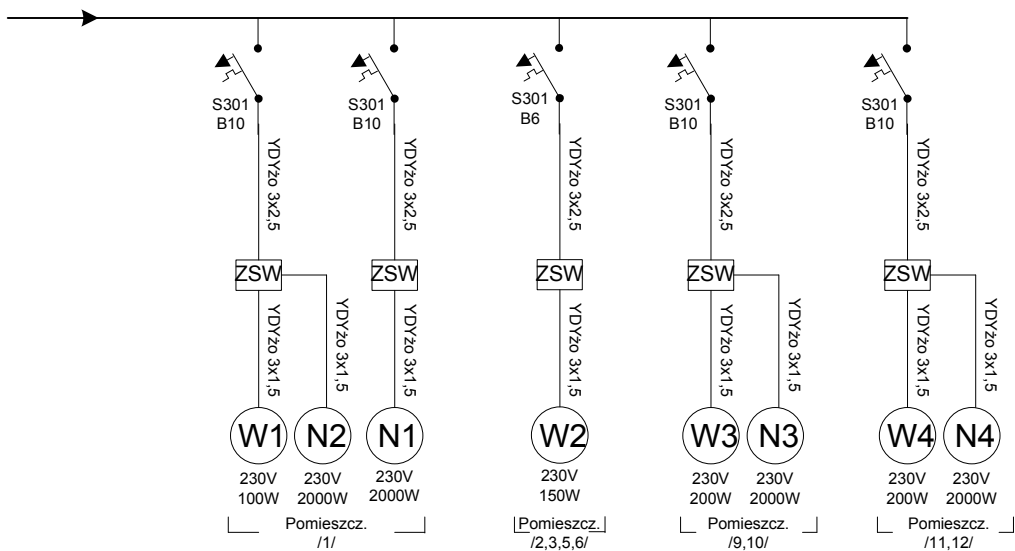 S301
B10
S301
B10
S301
B6
S301
B10
S301
B10
YDYżo 3x2,5
YDYżo 3x2,5
YDYżo 3x2,5
YDYżo 3x2,5
YDYżo 3x2,5
ZSW
ZSW
ZSW
ZSW
ZSW
YDYżo 3x1,5
YDYżo 3x1,5
YDYżo 3x1,5
YDYżo 3x1,5
YDYżo 3x1,5
YDYżo 3x1,5
YDYżo 3x1,5
YDYżo 3x1,5
W1
N2
N1
W2
W3
N3
W4
N4
230V
100W
230V
2000W
230V
2000W
230V
150W
230V
200W
230V
2000W
230V
200W
230V
2000W
Pomieszcz.
/1/
Pomieszcz.
/2,3,5,6/
Pomieszcz.
/9,10/
Pomieszcz.
/11,12/